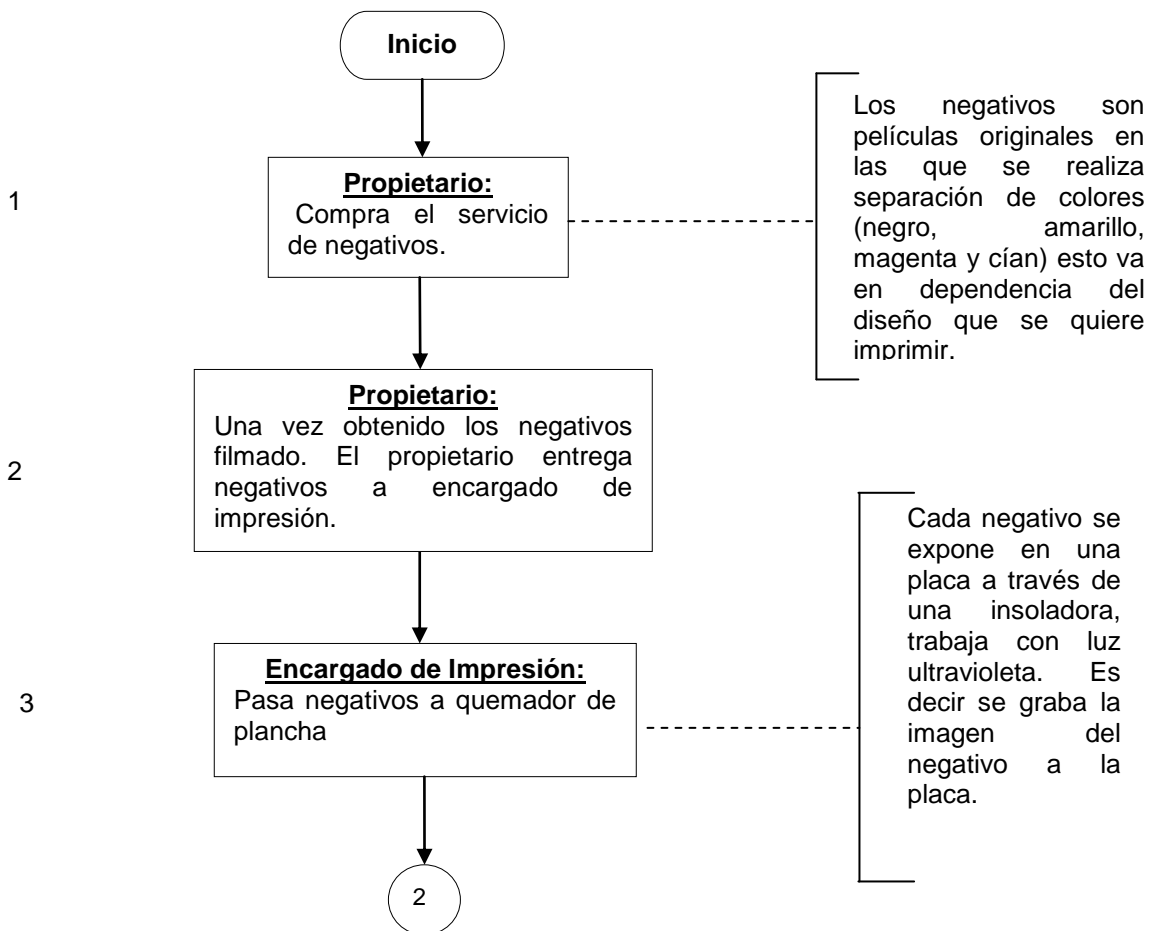 Inicio
1
Propietario:
Compra el servicio
de negativos.
Los negativos son
películas originales en
las que se realiza
separación de colores
(negro, amarillo,
magenta y cían) esto va
en dependencia del
diseño que se quiere
imprimir.
2
Propietario:
Una vez obtenido los negativos
filmado. El propietario entrega
negativos a encargado de
impresión.
3
Encargado de Impresión:
Pasa negativos a quemador de
plancha
Cada negativo se
expone en una
placa a través de
una insoladora,
trabaja con luz
ultravioleta. Es
decir se graba la
imagen del
negativo a la
placa.
2